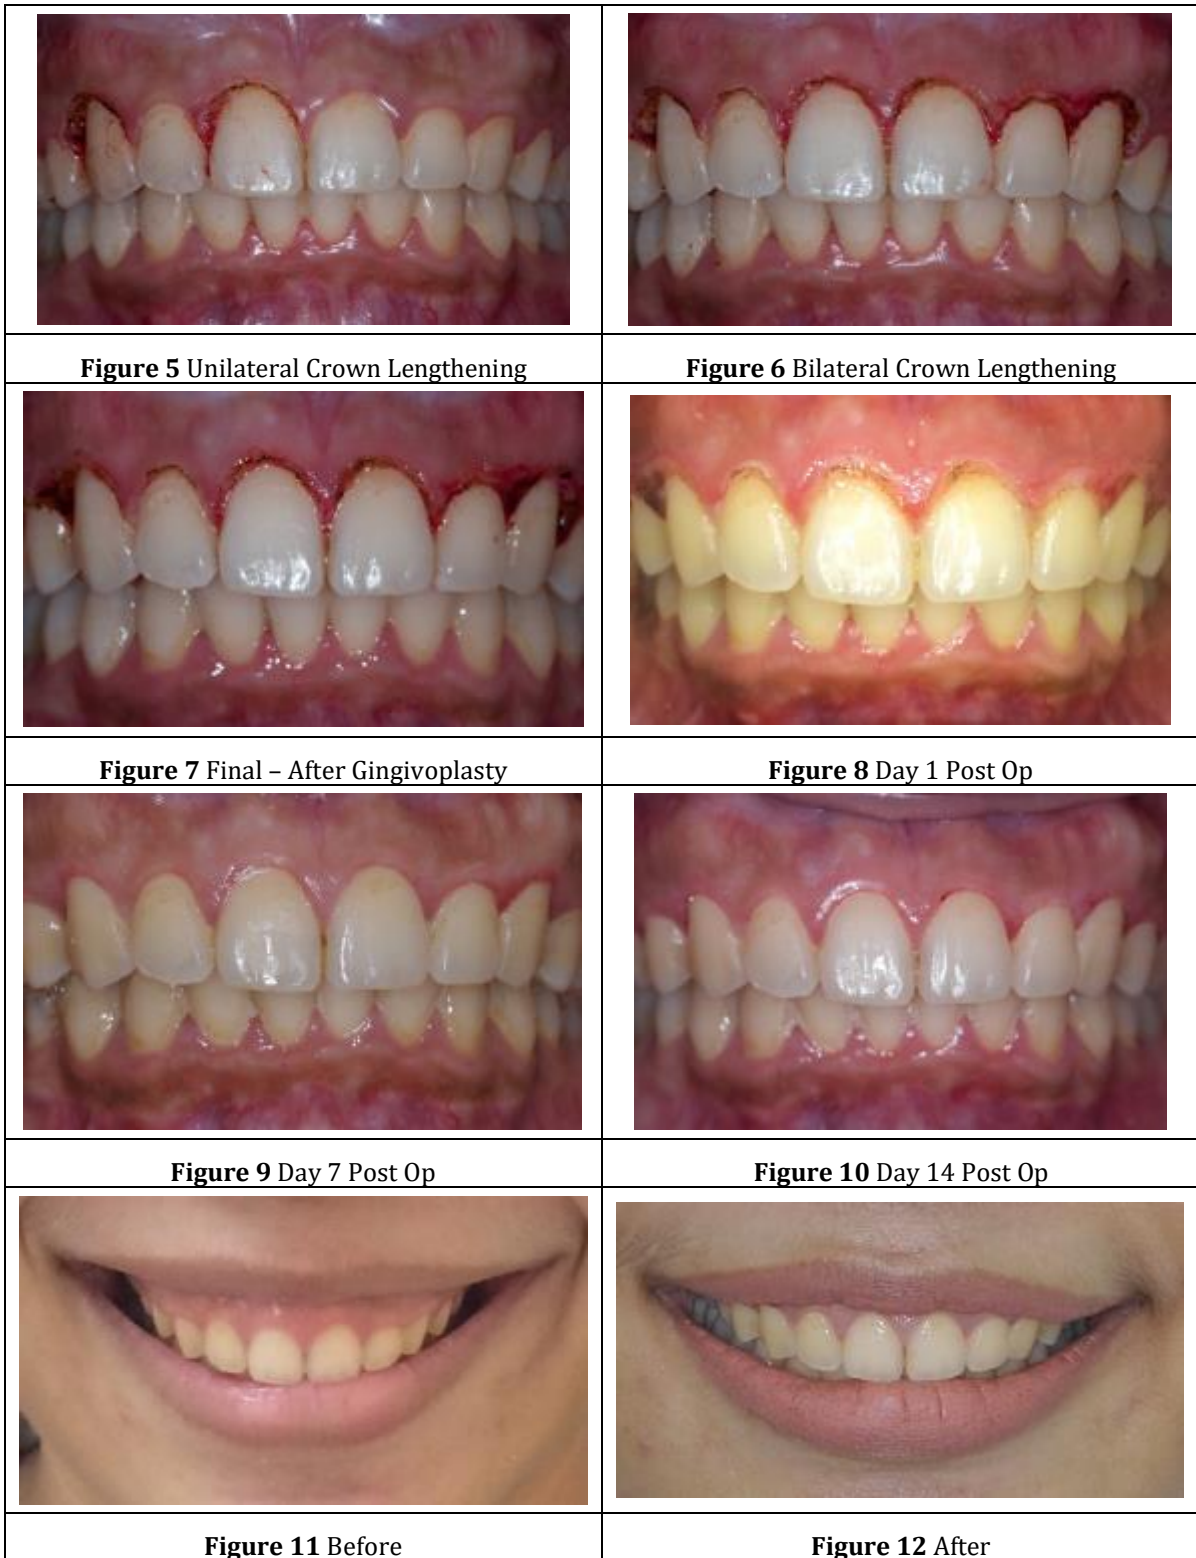 Figure 5 Unilateral Crown Lengthening
Figure 6 Bilateral Crown Lengthening
Figure 7 Final – After Gingivoplasty
Figure 8 Day 1 Post Op
Figure 9 Day 7 Post Op
Figure 10 Day 14 Post Op
Figure 11 Before
Figure 12 After